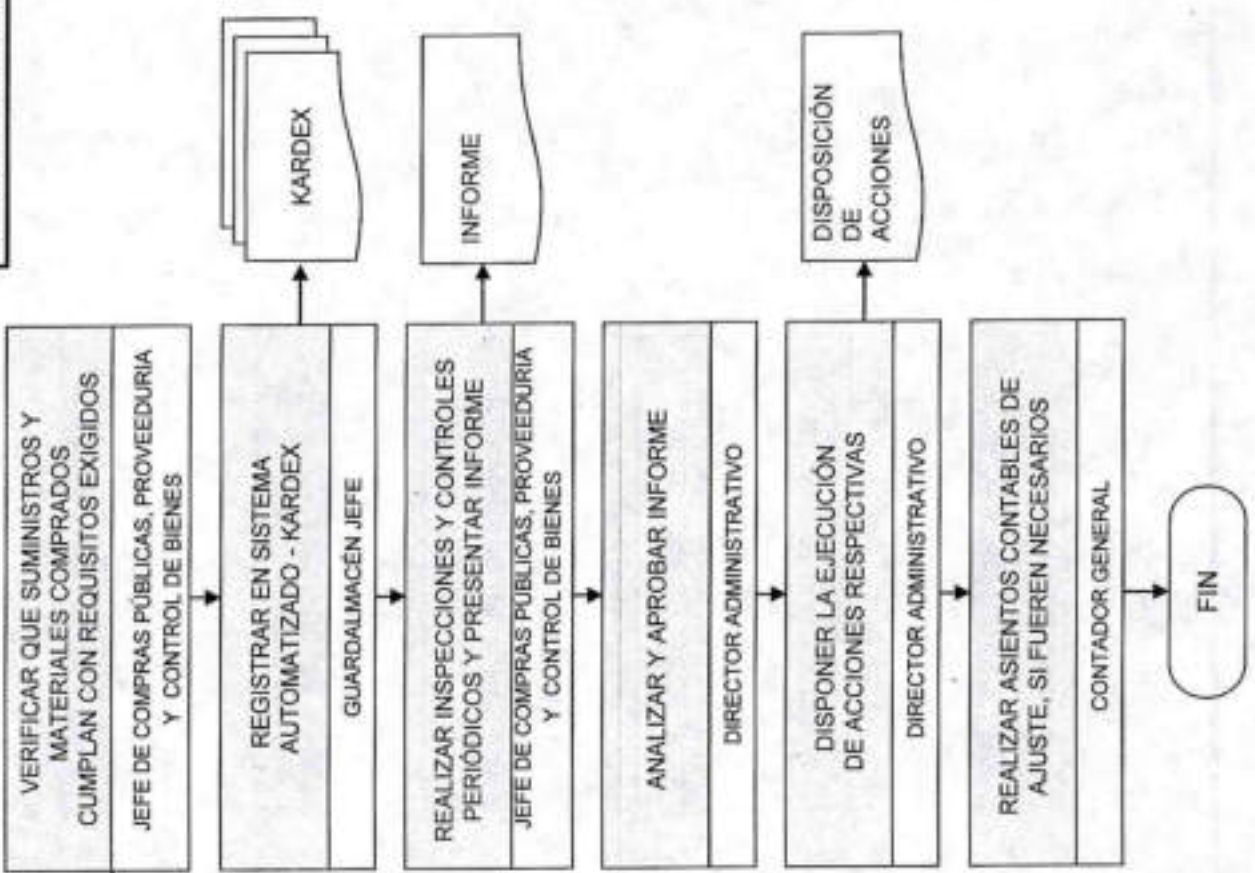 VERIFICAR QUE SUMINISTROS Y
MATERIALES COMPRADOS
CUMPLAN CON REQUISITOS EXIGIDOS
JEFE DE COMPRAS PÚBLICAS, PROVEEDURIA
Y CONTROL DE BIENES
REGISTRAR EN SISTEMA
AUTOMATIZADO - KARDEX
GUARDALMACÉN JEFE
KARDEX
REALIZAR INSPECCIONES Y CONTROLES
PERIÓDICOS Y PRESENTAR INFORME
JEFE DE COMPRAS PÚBLICAS, PROVEEDURIA
Y CONTROL DE BIENES
INFORME
ANALIZAR Y APROBAR INFORME
DIRECTOR ADMINISTRATIVO
DISPONER LA EJECUCIÓN
DE ACCIONES RESPECTIVAS
DIRECTOR ADMINISTRATIVO
DISPOSICIÓN
DE
ACCIONES
REALIZAR ASIENTOS CONTABLES DE
AJUSTE, SI FUEREN NECESARIOS
CONTADOR GENERAL
FIN